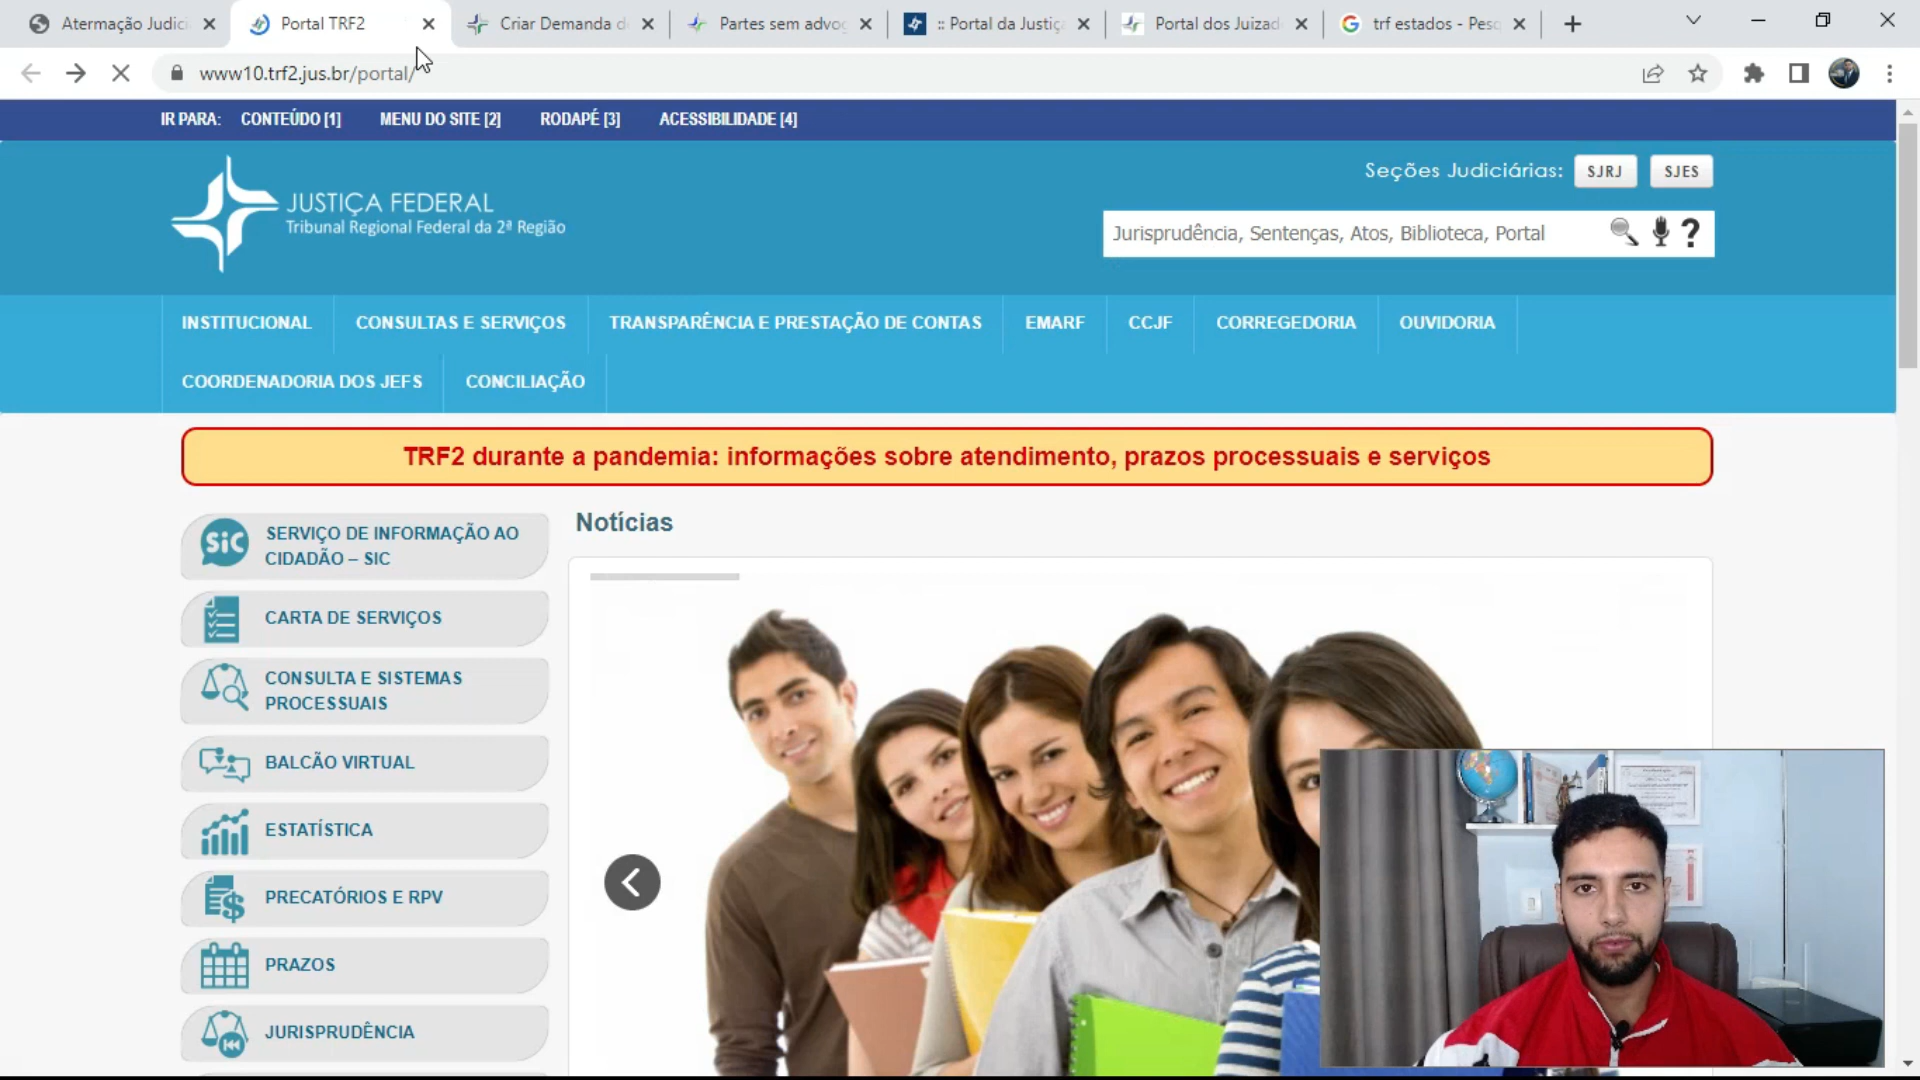 Atermação Judici
Portal TRF2
Criar Demanda d
Partes sem advog
:: Portal da Justiç
Portal dos Juizad
trf estados - Pesq
www10.trf2.jus.br/portal/
IR PARA: CONTEÚDO [1] MENU DO SITE [2] RODAPÉ [3] ACESSIBILIDADE [4]
Seções Judiciárias: SJRJ SJES
JUSTIÇA FEDERAL
Tribunal Regional Federal da 2ª Região
Jurisprudência, Sentenças, Atos, Biblioteca, Portal
INSTITUCIONAL CONSULTAS E SERVIÇOS TRANSPARÊNCIA E PRESTAÇÃO DE CONTAS EMARF CCJF CORREGEDORIA OUVIDORIA
COORDENADORIA DOS JEFS CONCILIAÇÃO
TRF2 durante a pandemia: informações sobre atendimento, prazos processuais e serviços
Notícias
SiC
SERVIÇO DE INFORMAÇÃO AO
CIDADÃO – SIC
CARTA DE SERVIÇOS
CONSULTA E SISTEMAS
PROCESSUAIS
BALCÃO VIRTUAL
ESTATÍSTICA
PRECATÓRIOS E RPV
PRAZOS
JURISPRUDÊNCIA